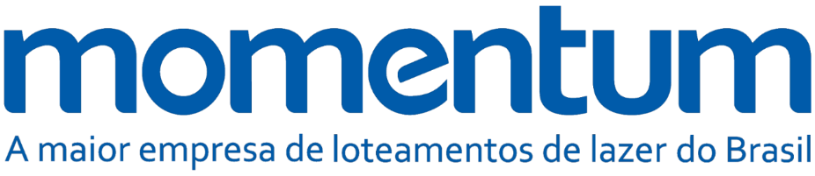 momentum
A maior empresa de loteamentos de lazer do Brasil